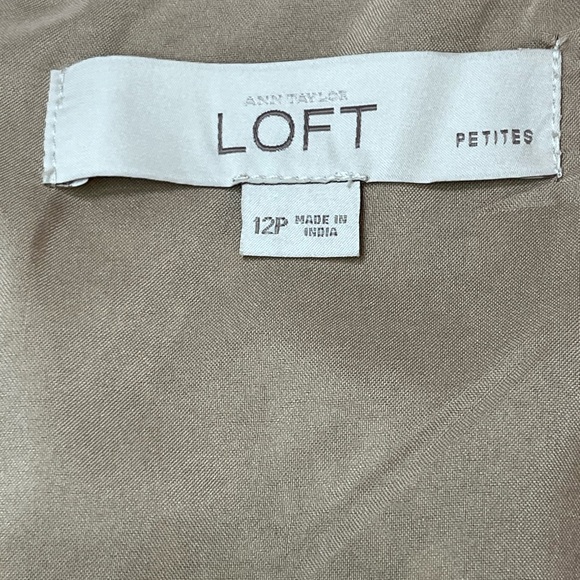 ANN TAYLOR
LOFT
PETITES
12P MADE IN
INDIA